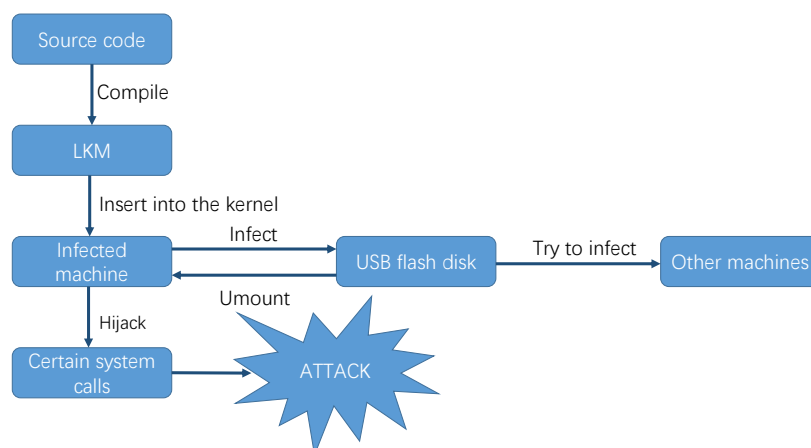 Source code
Compile
LKM
Insert into the kernel
Infected
machine
Infect
USB flash disk
Try to infect
Other machines
Umount
Hijack
Certain system
calls
ATTACK